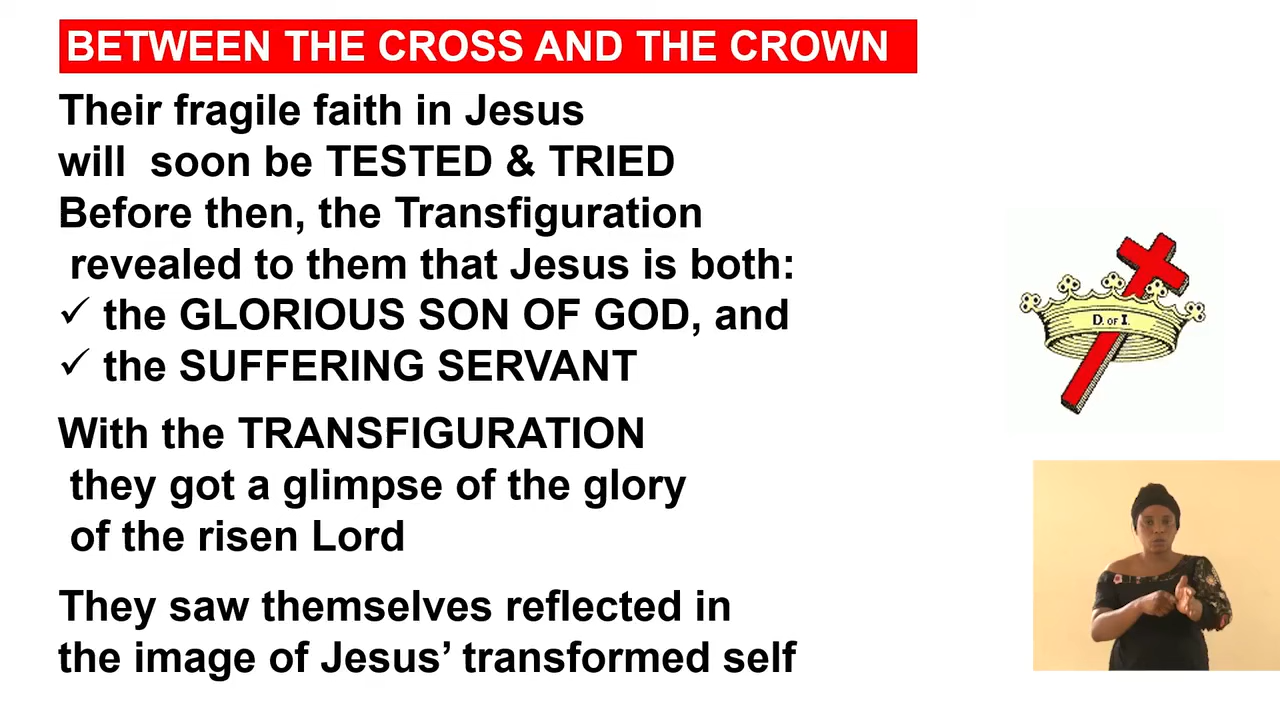 BETWEEN THE CROSS AND THE CROWN
Their fragile faith in Jesus
will soon be TESTED & TRIED
Before then, the Transfiguration
revealed to them that Jesus is both:
✓ the GLORIOUS SON OF GOD, and
✓ the SUFFERING SERVANT
With the TRANSFIGURATION
they got a glimpse of the glory
of the risen Lord
They saw themselves reflected in
the image of Jesus’ transformed self
D. OF I.